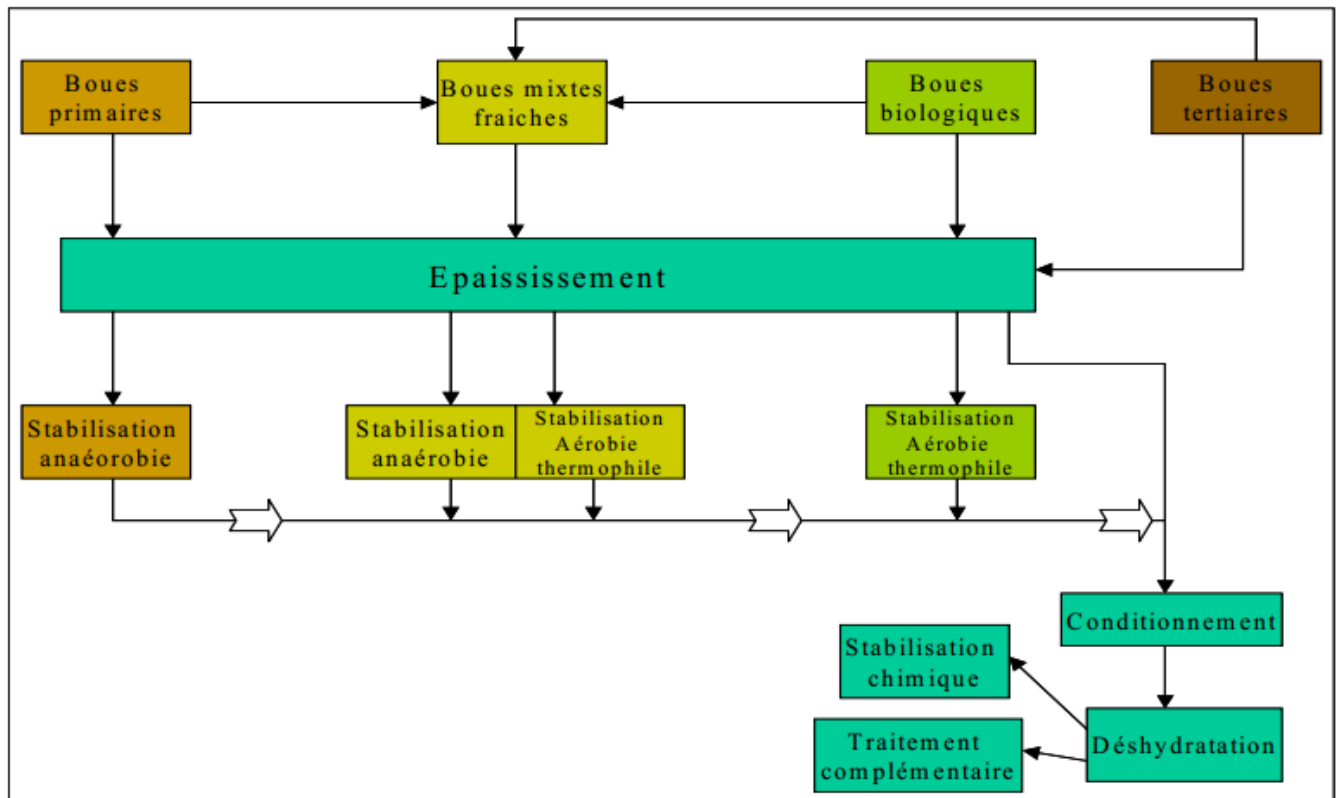 Boues
primaires
Boues mixtes
fraiches
Boues
biologiques
Boues
tertiaires
Epaississement
Stabilisation
anaéorobie
Stabilisation
anaérobie
Stabilisation
Aérobie
thermophile
Stabilisation
Aérobie
thermophile
Conditionnement
Stabilisation
chimique
Déshydratation
Traitement
complémentaire